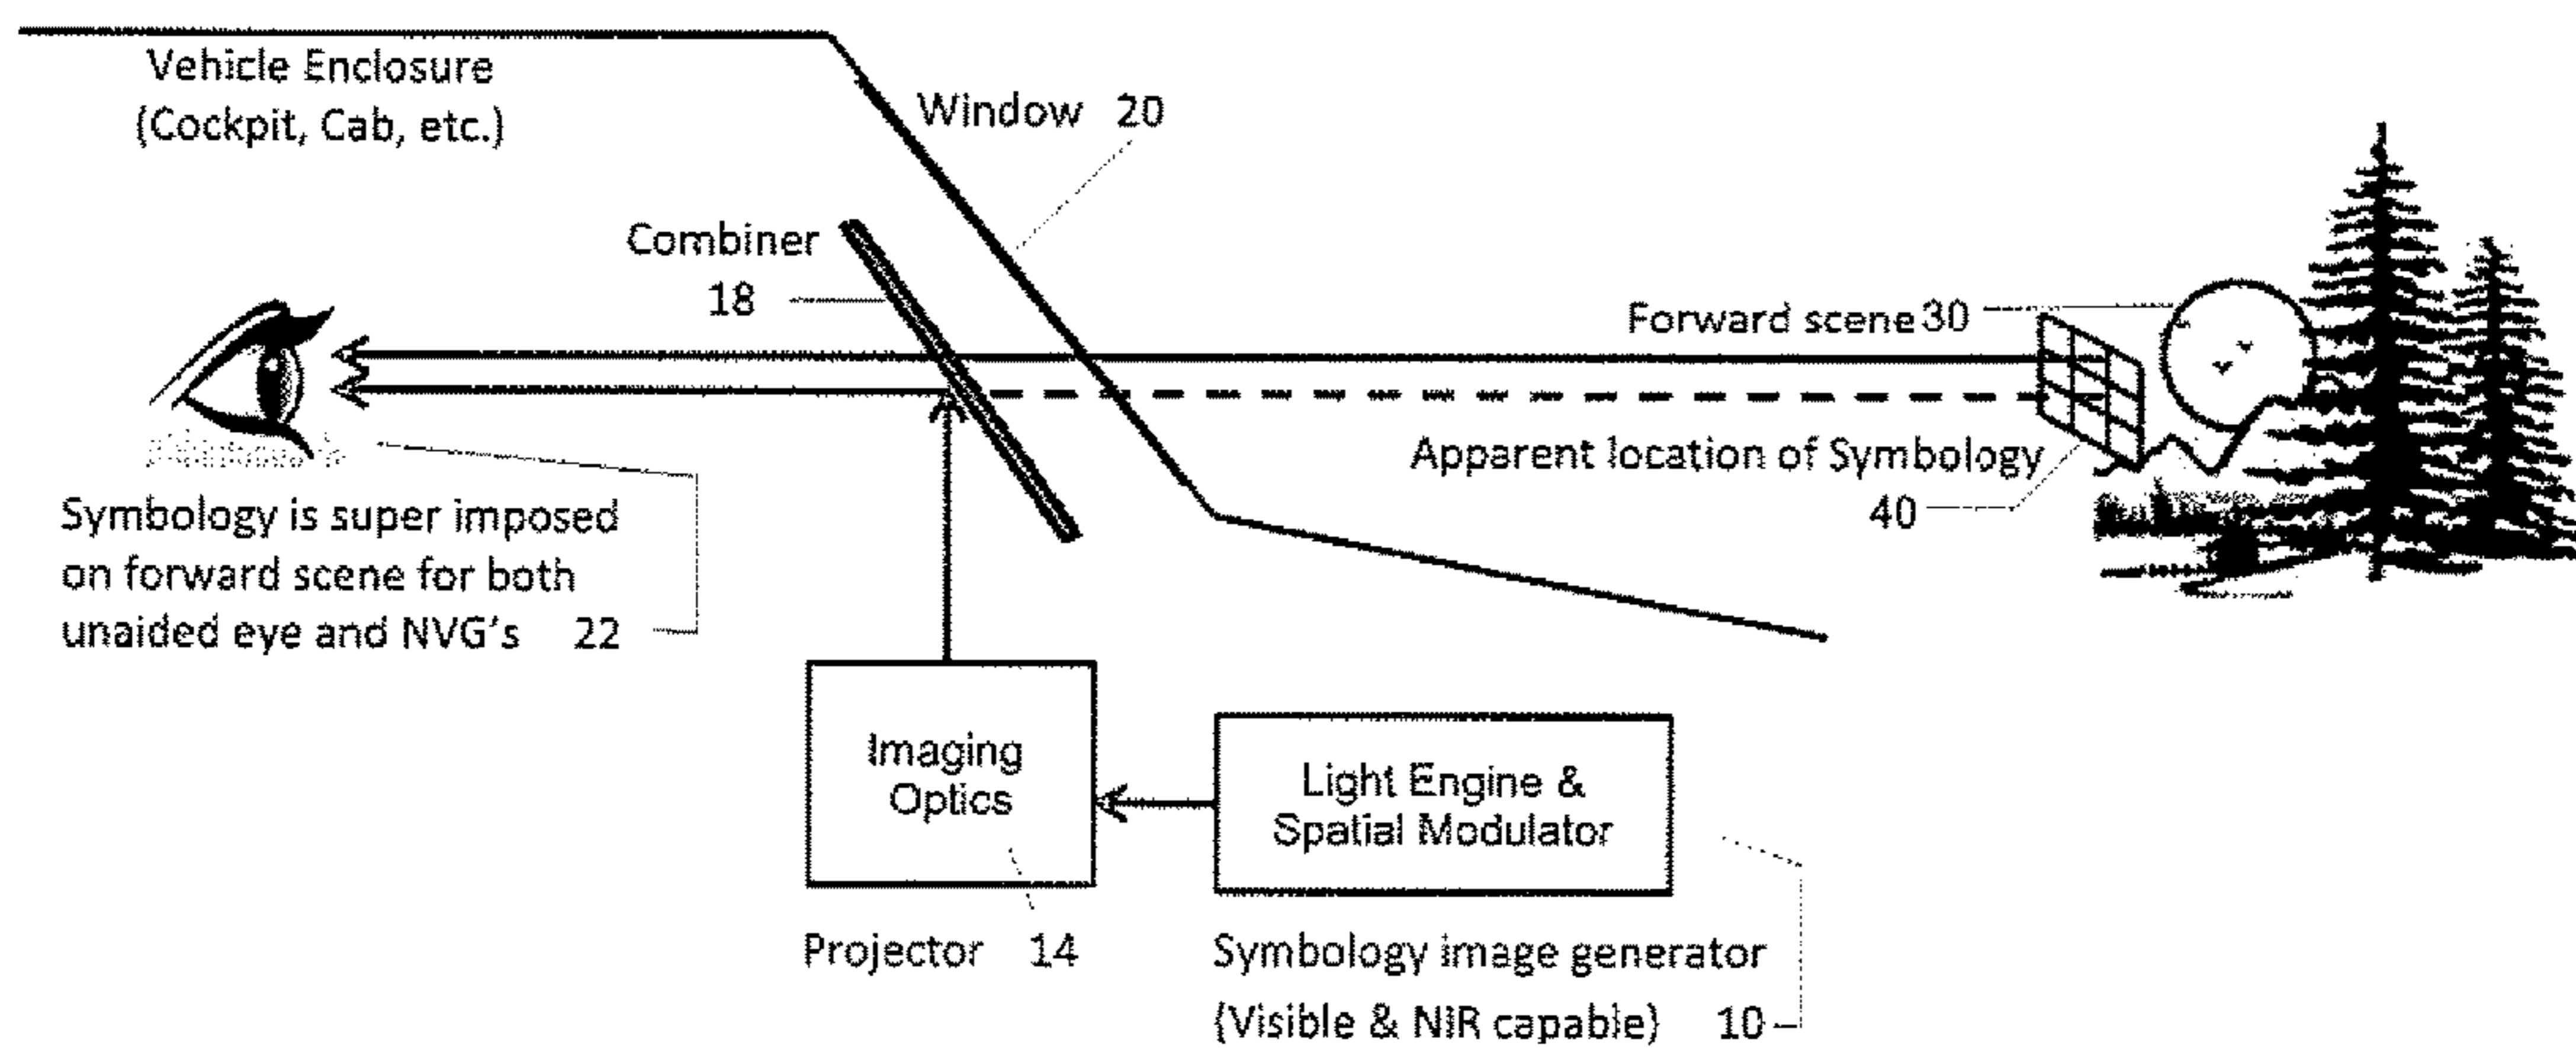 Vehicle Enclosure
(Cockpit, Cab, etc.)
Window 20
Combiner
18
Forward scene 30
Apparent location of Symbology
40
Symbology is super imposed
on forward scene for both
unaided eye and NVG's 22
Imaging
Optics
Light Engine &
Spatial Modulator
Projector 14
Symbology image generator
(Visible & NIR capable) 10